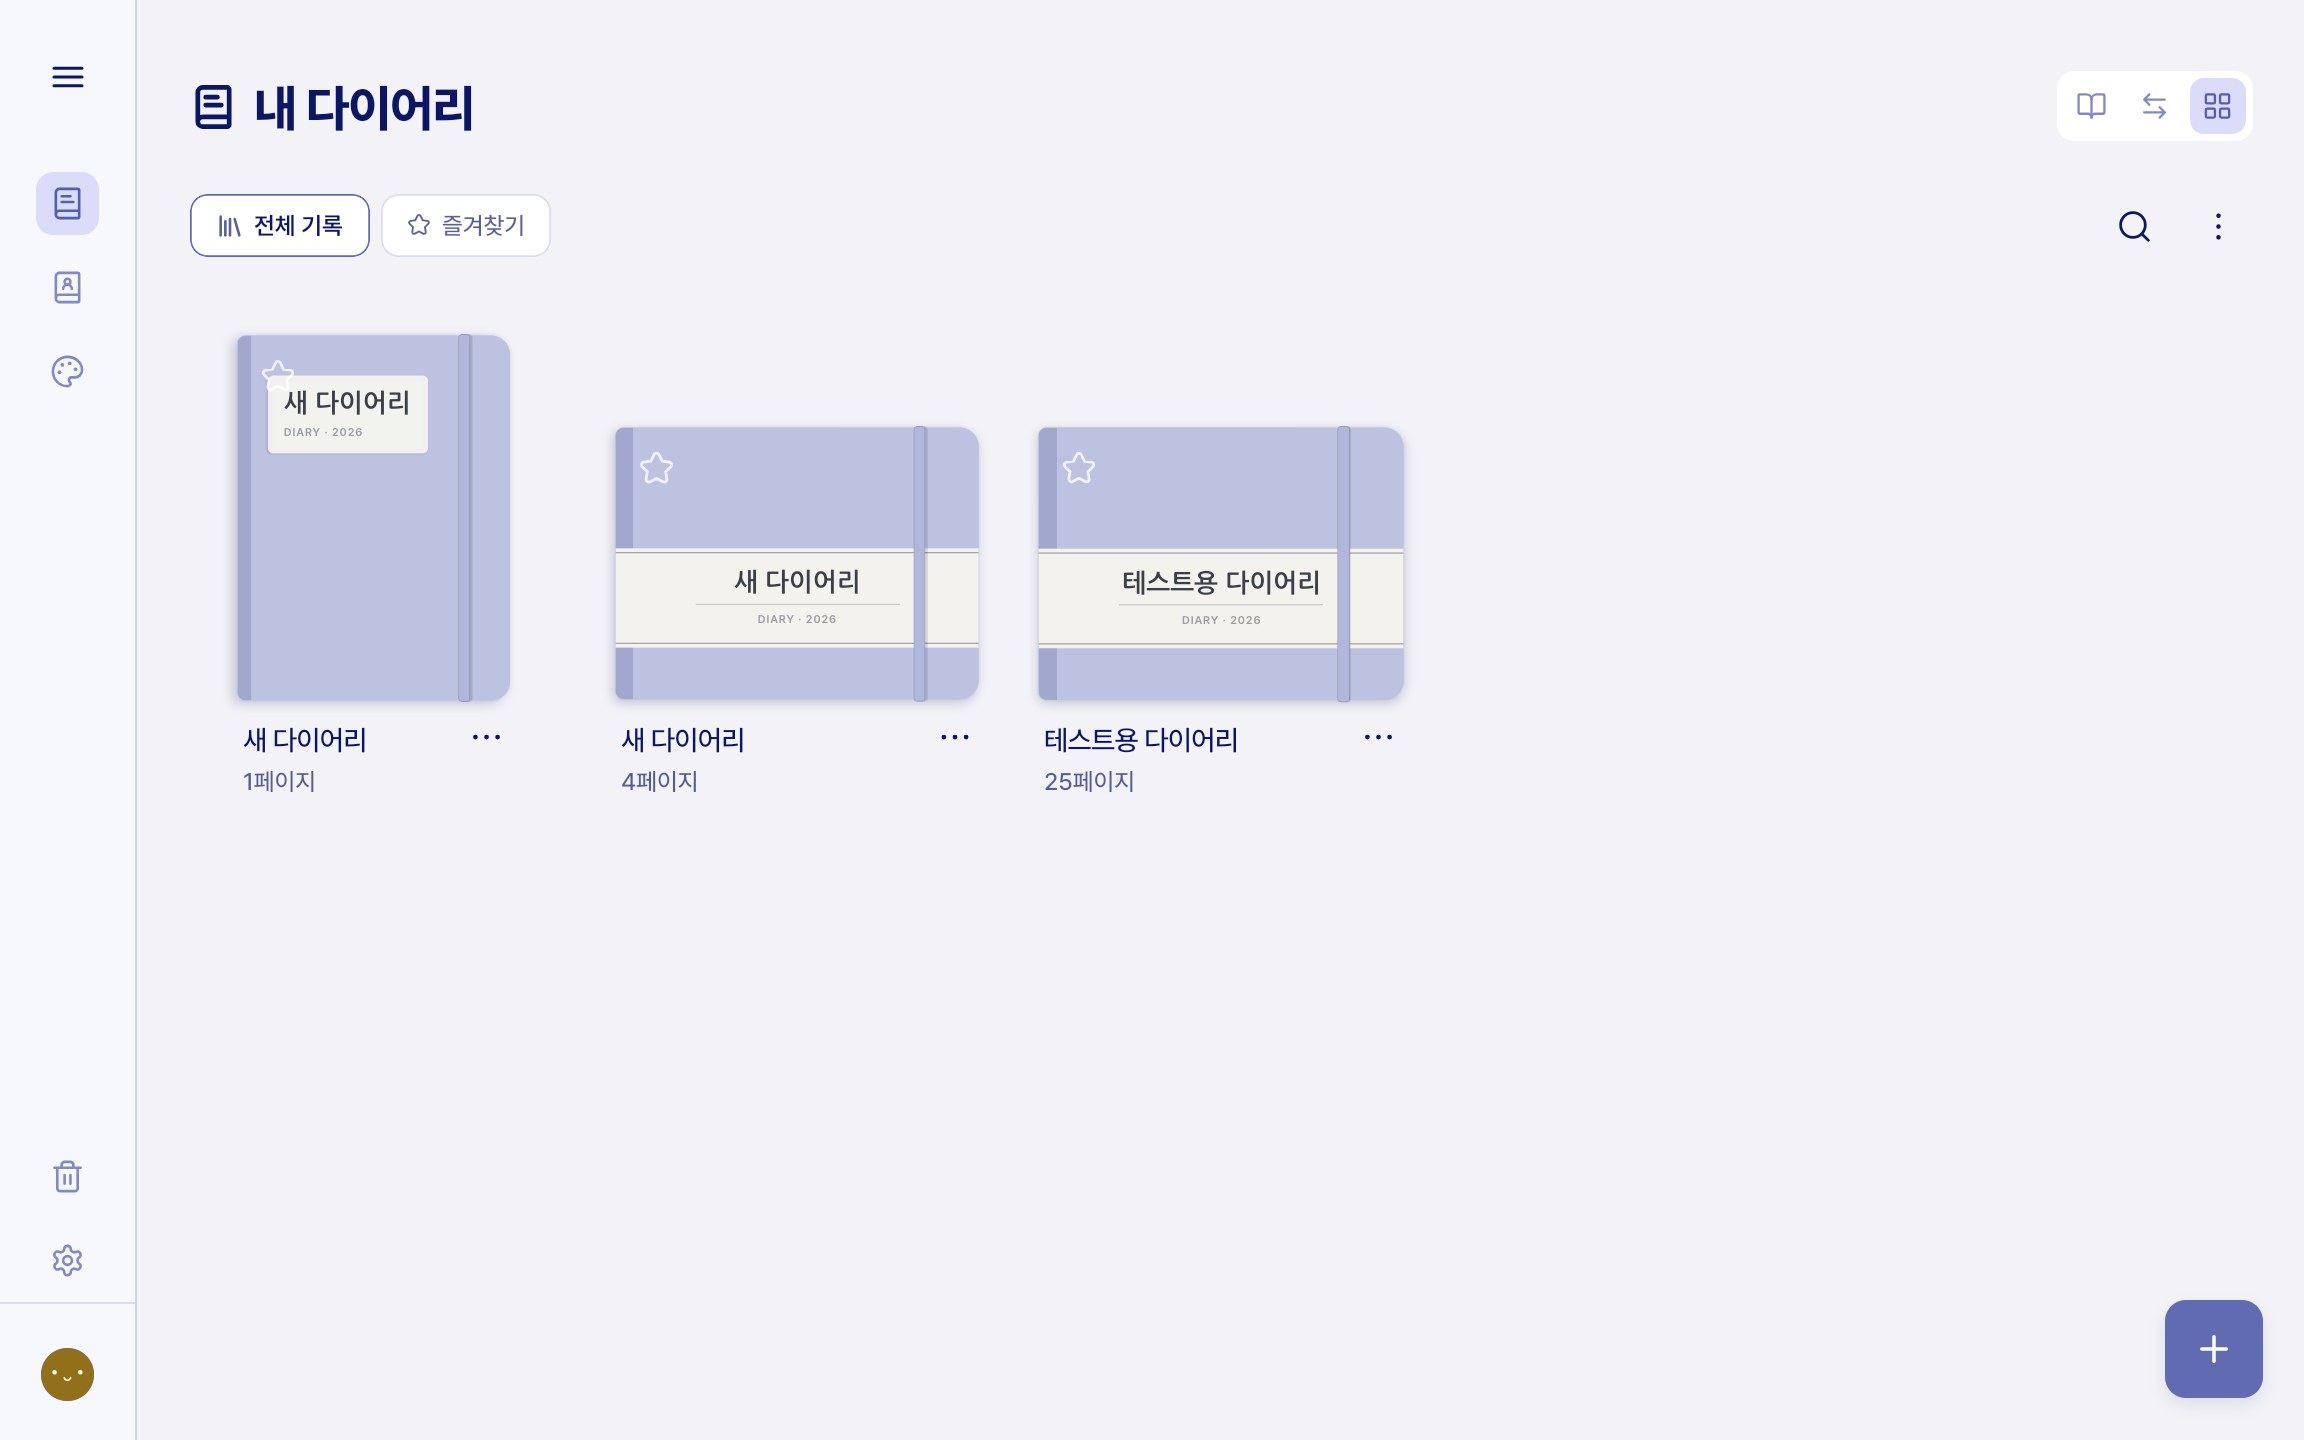 내 다이어리
전체 기록
즐겨찾기
새 다이어리
DIARY · 2026
새 다이어리
1페이지
새 다이어리
DIARY · 2026
새 다이어리
4페이지
테스트용 다이어리
DIARY · 2026
테스트용 다이어리
25페이지